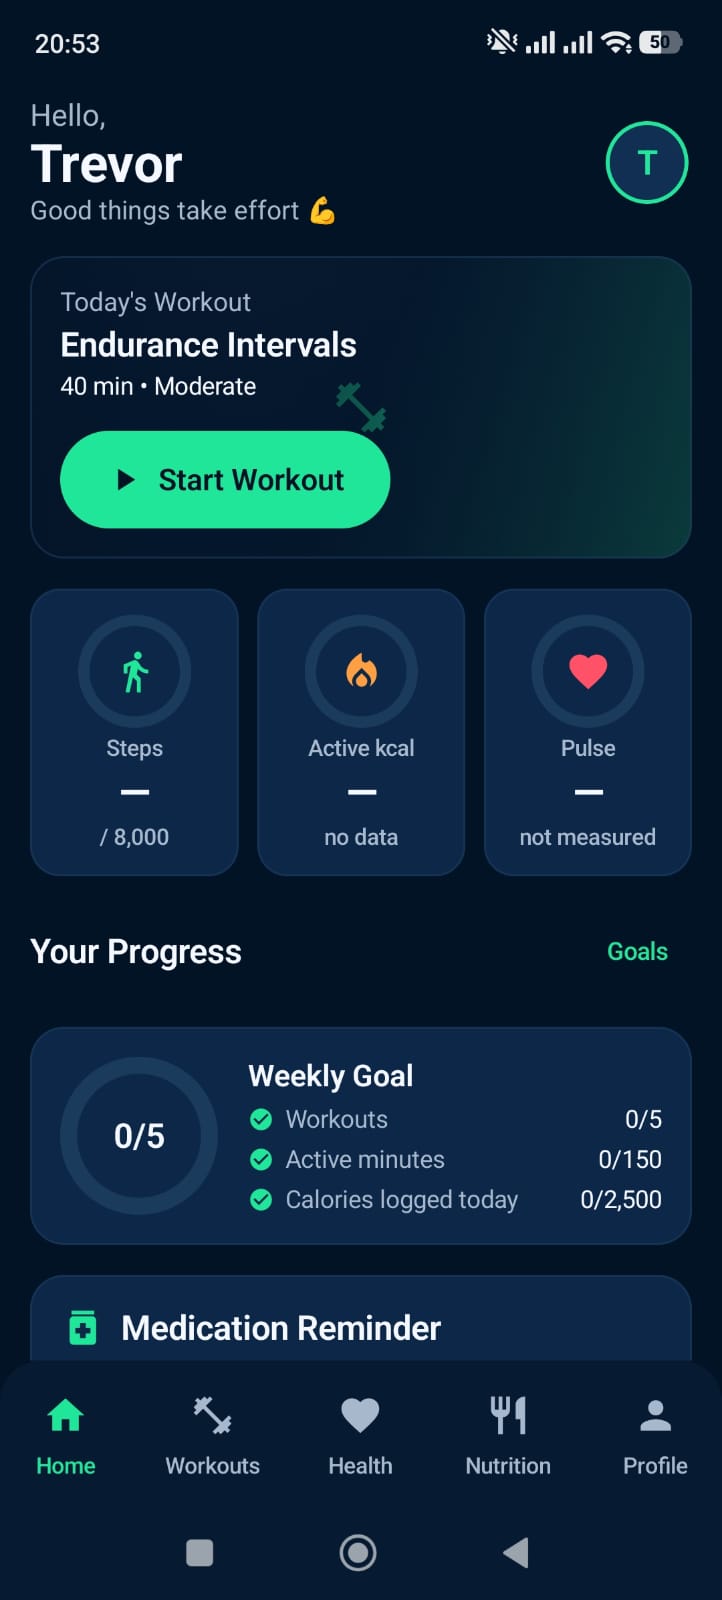 20:53
50
Hello,
Trevor
Good things take effort 💪
T
Today's Workout
Endurance Intervals
40 min • Moderate
Start Workout
Steps
—
/ 8,000
Active kcal
—
no data
Pulse
—
not measured
Your Progress
Goals
0/5
Weekly Goal
Workouts 0/5
Active minutes 0/150
Calories logged today 0/2,500
Medication Reminder
Home
Workouts
Health
Nutrition
Profile